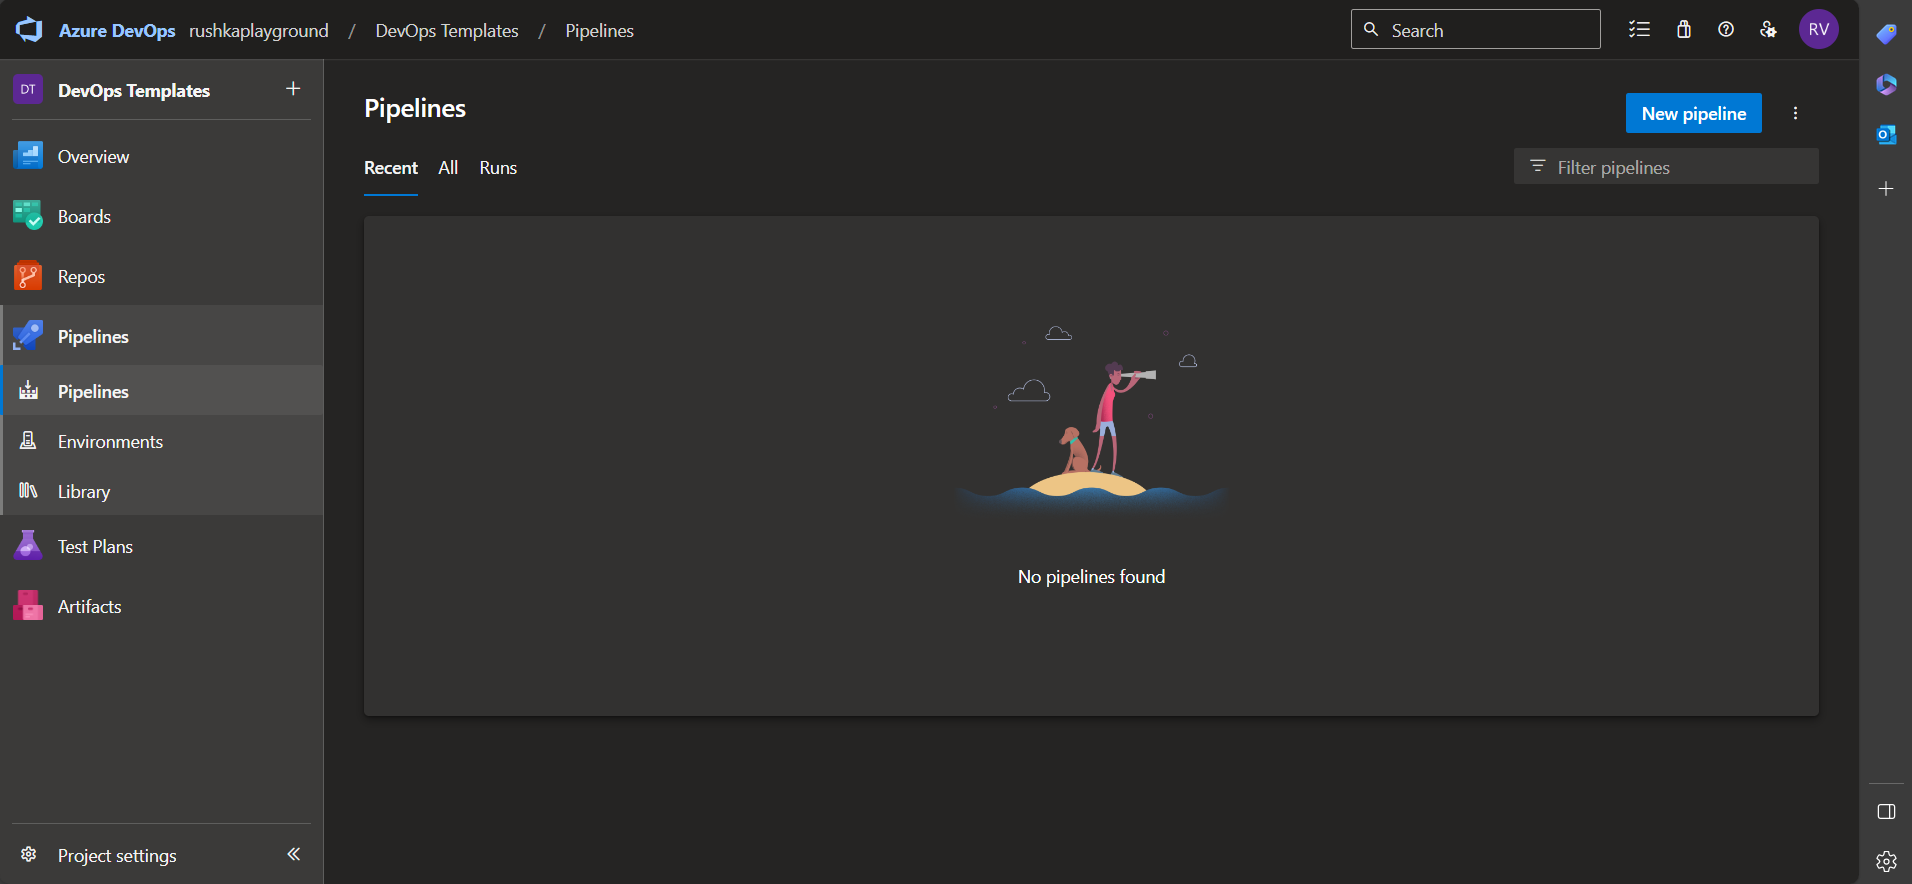 Azure DevOps rushkaplayground / DevOps Templates / Pipelines
Search
RV
DT DevOps Templates
Overview
Boards
Repos
Pipelines
Pipelines
Environments
Library
Test Plans
Artifacts
Project settings
Pipelines
New pipeline
Recent All Runs
Filter pipelines
No pipelines found